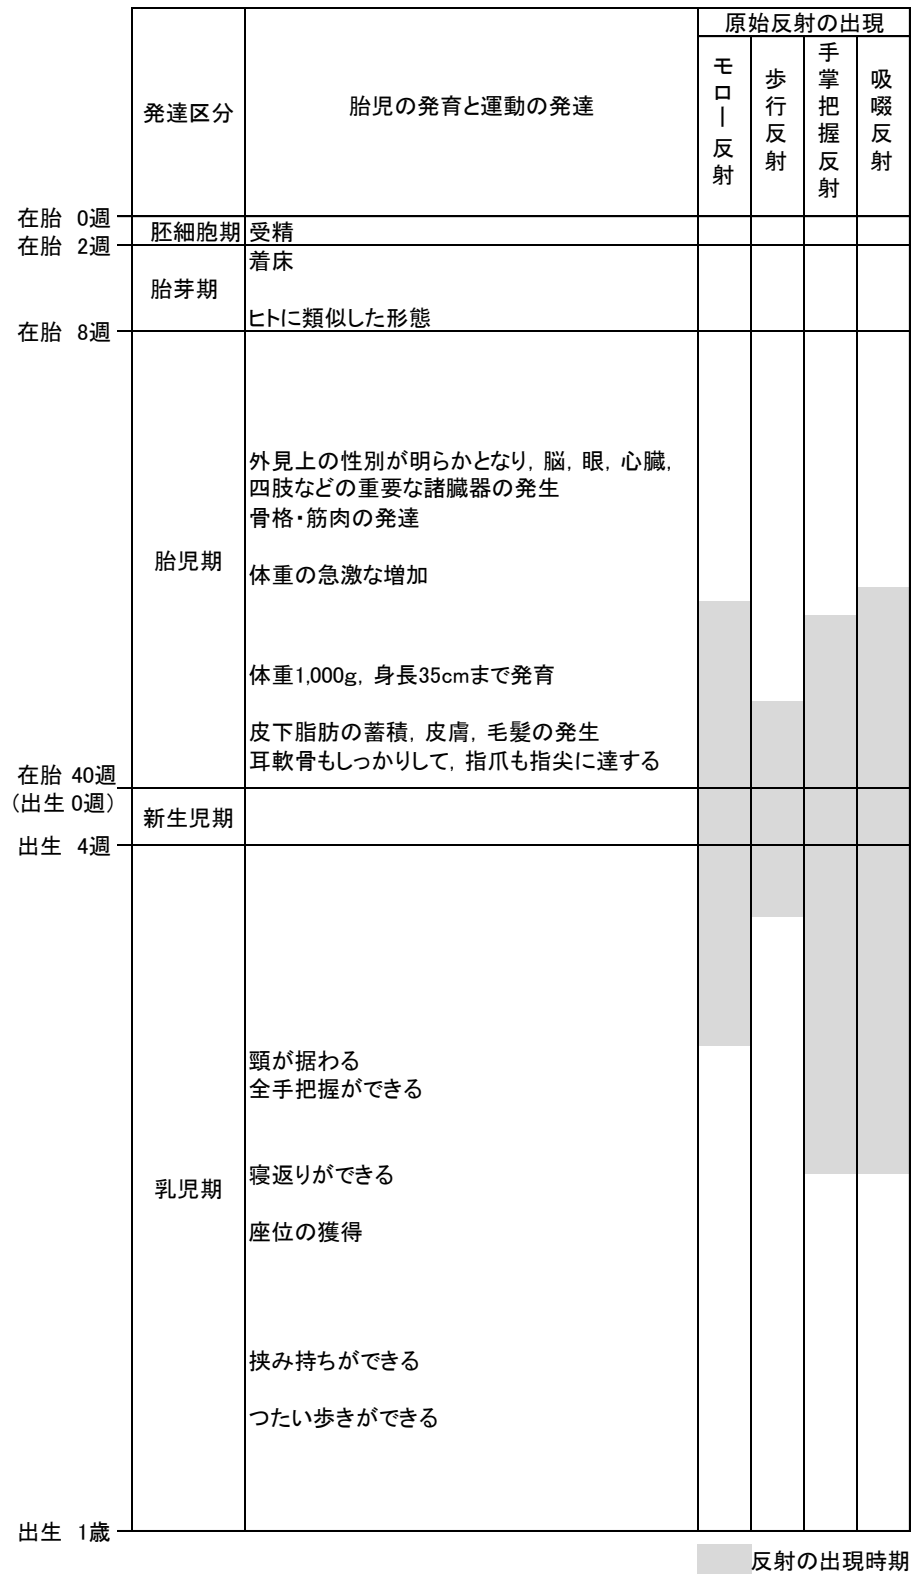 発達区分
胎児の発育と運動の発達
原始反射の出現
モロー反射
歩行反射
手掌把握反射
吸啜反射
在胎 0週
胚細胞期
受精
在胎 2週
着床
胎芽期
ヒトに類似した形態
在胎 8週
外見上の性別が明らかとなり,脳,眼,心臓,
四肢などの重要な諸臓器の発生
骨格・筋肉の発達
胎児期
体重の急激な増加
体重1,000g,身長35cmまで発育
皮下脂肪の蓄積,皮膚,毛髪の発生
耳軟骨もしっかりして,指爪も指尖に達する
在胎 40週
(出生 0週)
新生児期
出生 4週
頸が据わる
全手把握ができる
寝返りができる
乳児期
座位の獲得
挟み持ちができる
つたい歩きができる
出生 1歳
反射の出現時期